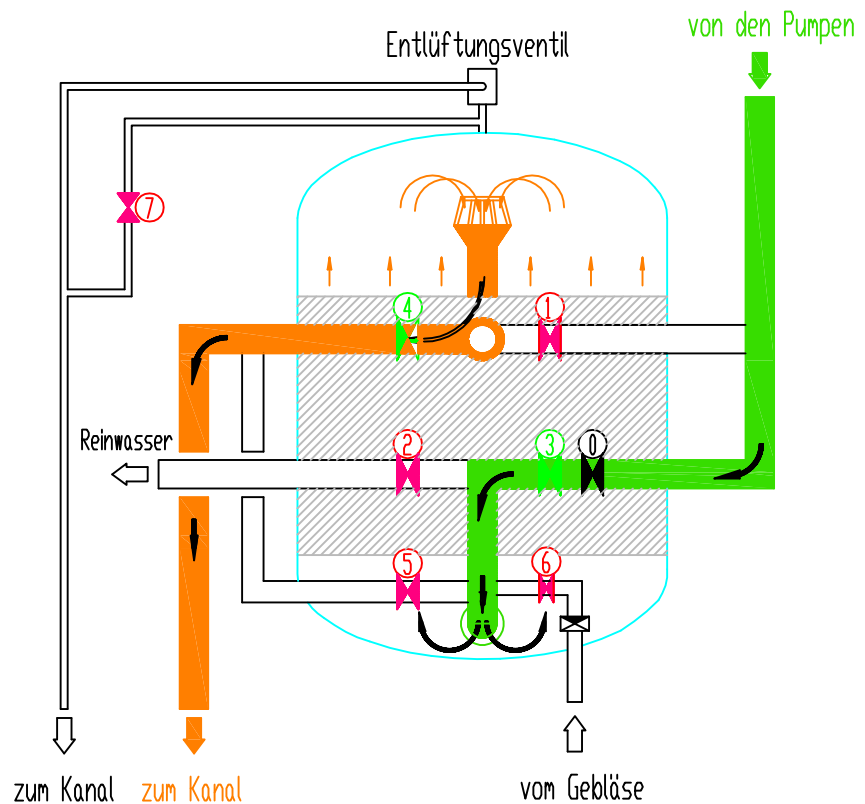 von den Pumpen
Entlüftungsventil
7
4
1
Reinwasser
2
3
0
5
6
zum Kanal
zum Kanal
vom Gebläse